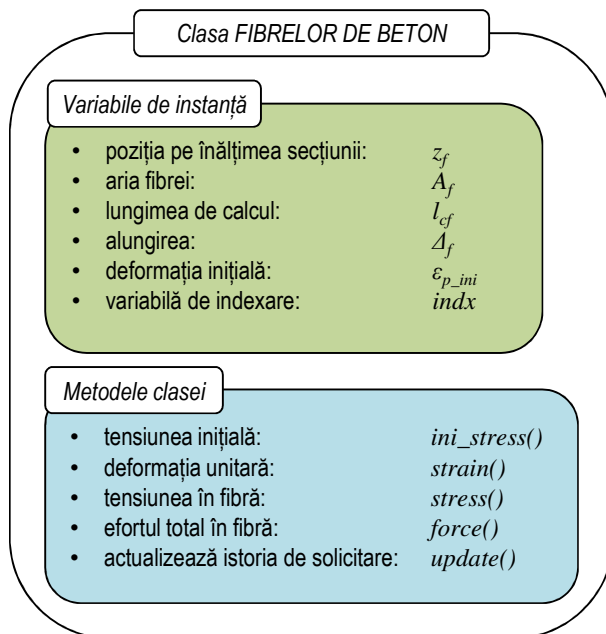 Clasa FIBRELOR DE BETON
Variabile de instanță
• poziția pe înălțimea secțiunii: z_f
• aria fibrei: A_f
• lungimea de calcul: l_cf
• alungirea: Δ_f
• deformația inițială: ε_p_ini
• variabilă de indexare: indx
Metodele clasei
• tensiunea inițială: ini_stress()
• deformația unitară: strain()
• tensiunea în fibră: stress()
• efortul total în fibră: force()
• actualizează istoria de solicitare: update()